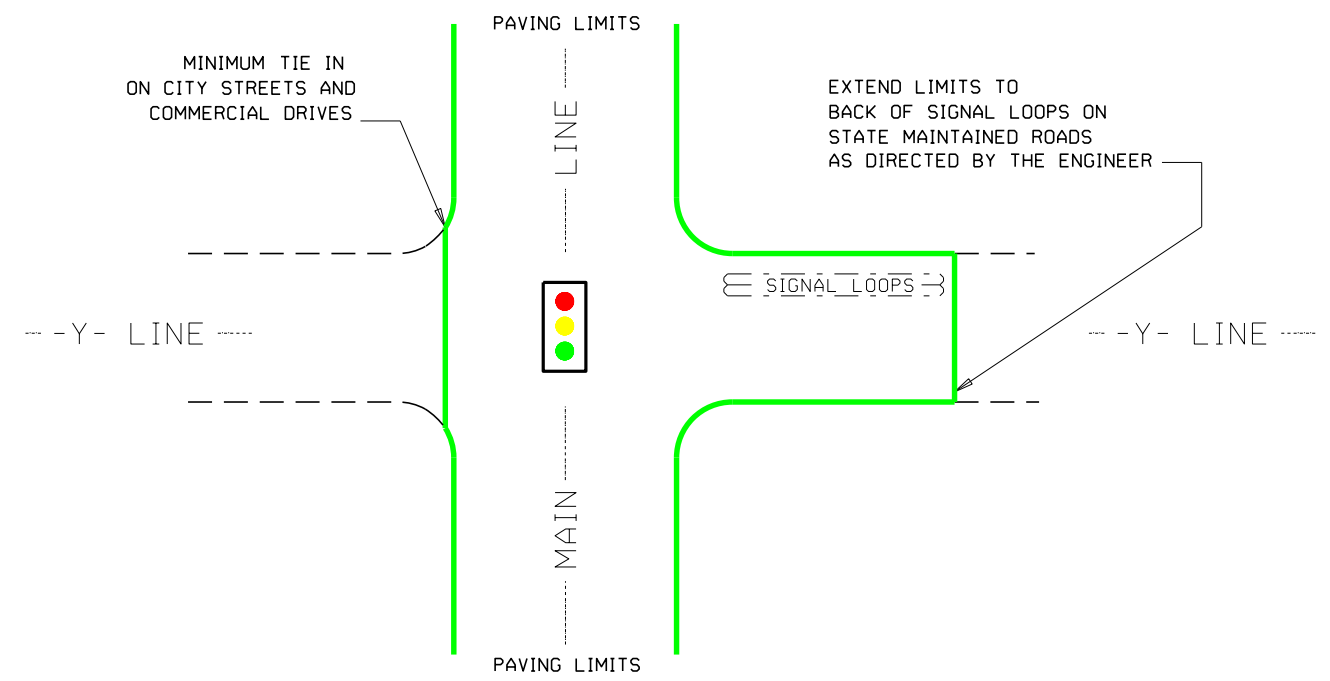 PAVING LIMITS
MINIMUM TIE IN
ON CITY STREETS AND
COMMERCIAL DRIVES
EXTEND LIMITS TO
BACK OF SIGNAL LOOPS ON
STATE MAINTAINED ROADS
AS DIRECTED BY THE ENGINEER
LINE
SIGNAL LOOPS
-Y- LINE
-Y- LINE
MAIN
PAVING LIMITS